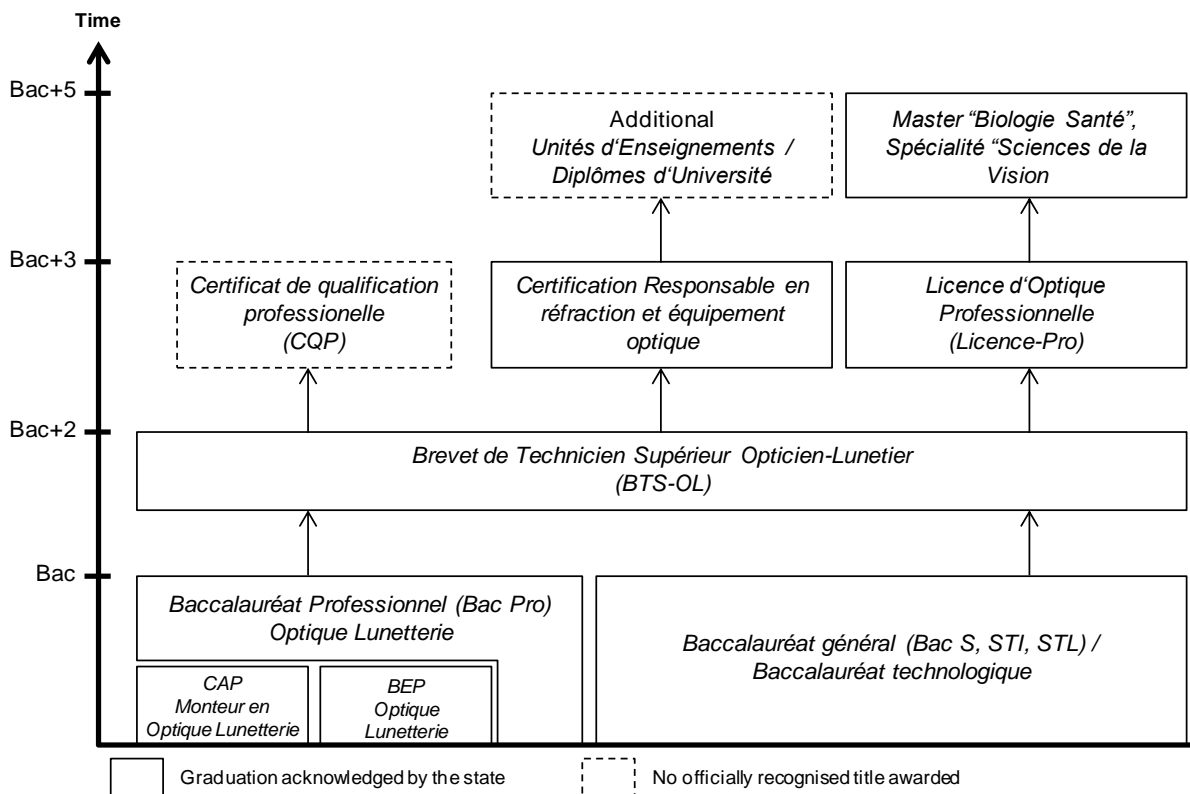 Time
Bac+5
Additional
Unités d‘Enseignements /
Diplômes d‘Université
Master “Biologie Santé”,
Spécialité “Sciences de la
Vision
Bac+3
Certificat de qualification
professionelle
(CQP)
Certification Responsable en
réfraction et équipement
optique
Licence d‘Optique
Professionnelle
(Licence-Pro)
Bac+2
Brevet de Technicien Supérieur Opticien-Lunetier
(BTS-OL)
Bac
Baccalauréat Professionnel (Bac Pro)
Optique Lunetterie
Baccalauréat général (Bac S, STI, STL) /
Baccalauréat technologique
CAP
Monteur en
Optique Lunetterie
BEP
Optique
Lunetterie
Graduation acknowledged by the state
No officially recognised title awarded